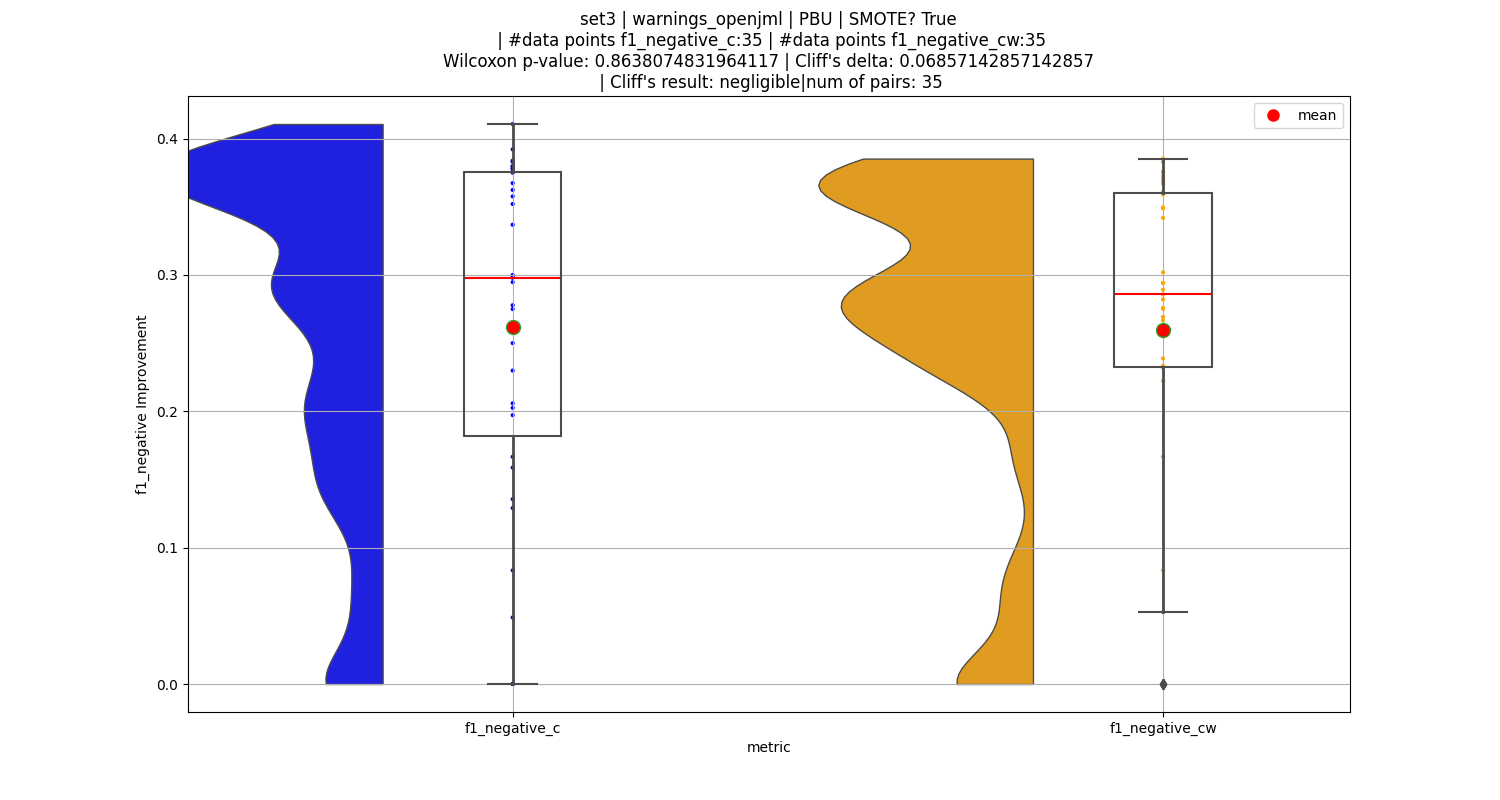 set3 | warnings_openjml | PBU | SMOTE? True
| #data points f1_negative_c:35 | #data points f1_negative_cw:35
Wilcoxon p-value: 0.8638074831964117 | Cliff's delta: 0.06857142857142857
| Cliff's result: negligible|num of pairs: 35
mean
f1_negative Improvement
0.4
0.3
0.2
0.1
0.0
f1_negative_c
f1_negative_cw
metric